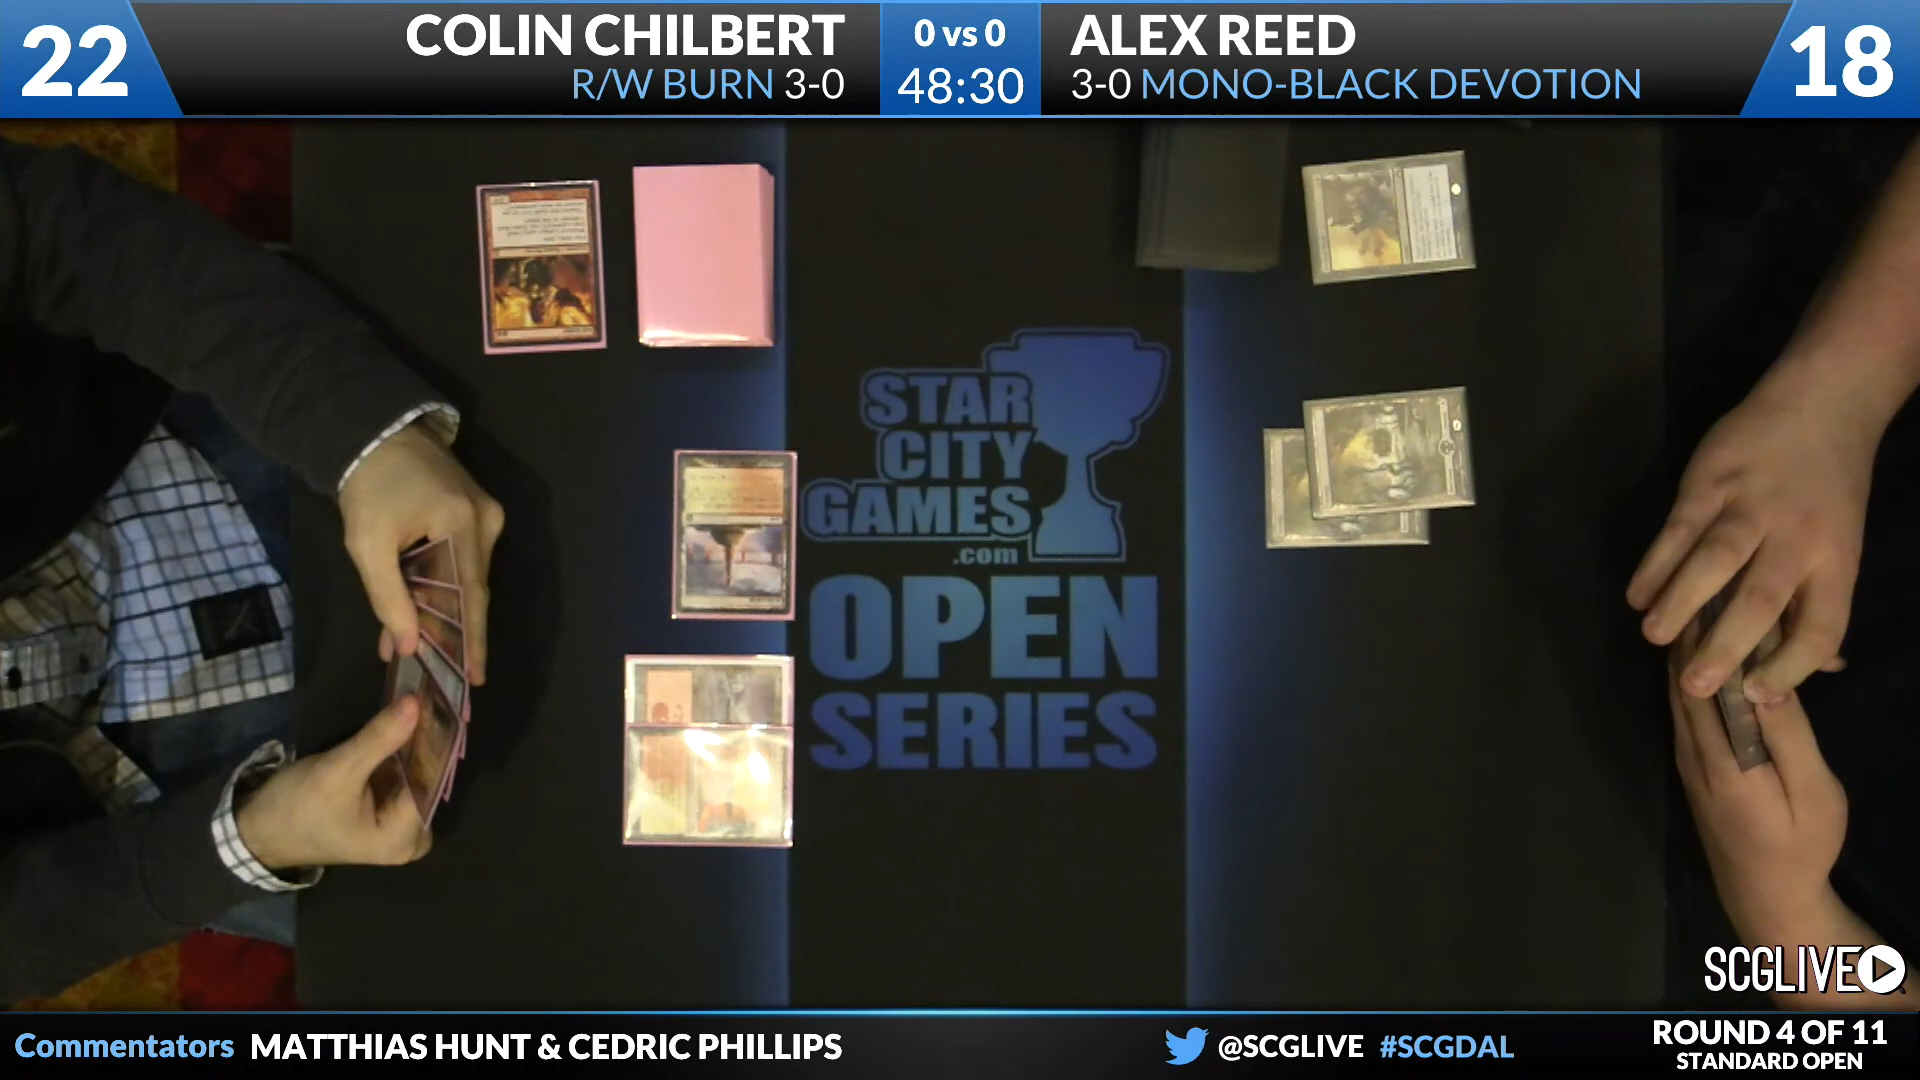 22
COLIN CHILBERT
R/W BURN 3-0
0 vs 0
48:30
ALEX REED
3-0 MONO-BLACK DEVOTION
18
STAR
CITY
GAMES
.com
OPEN
SERIES
SCGLIVE
Commentators MATTHIAS HUNT & CEDRIC PHILLIPS
@SCGLIVE #SCGDAL
ROUND 4 OF 11
STANDARD OPEN